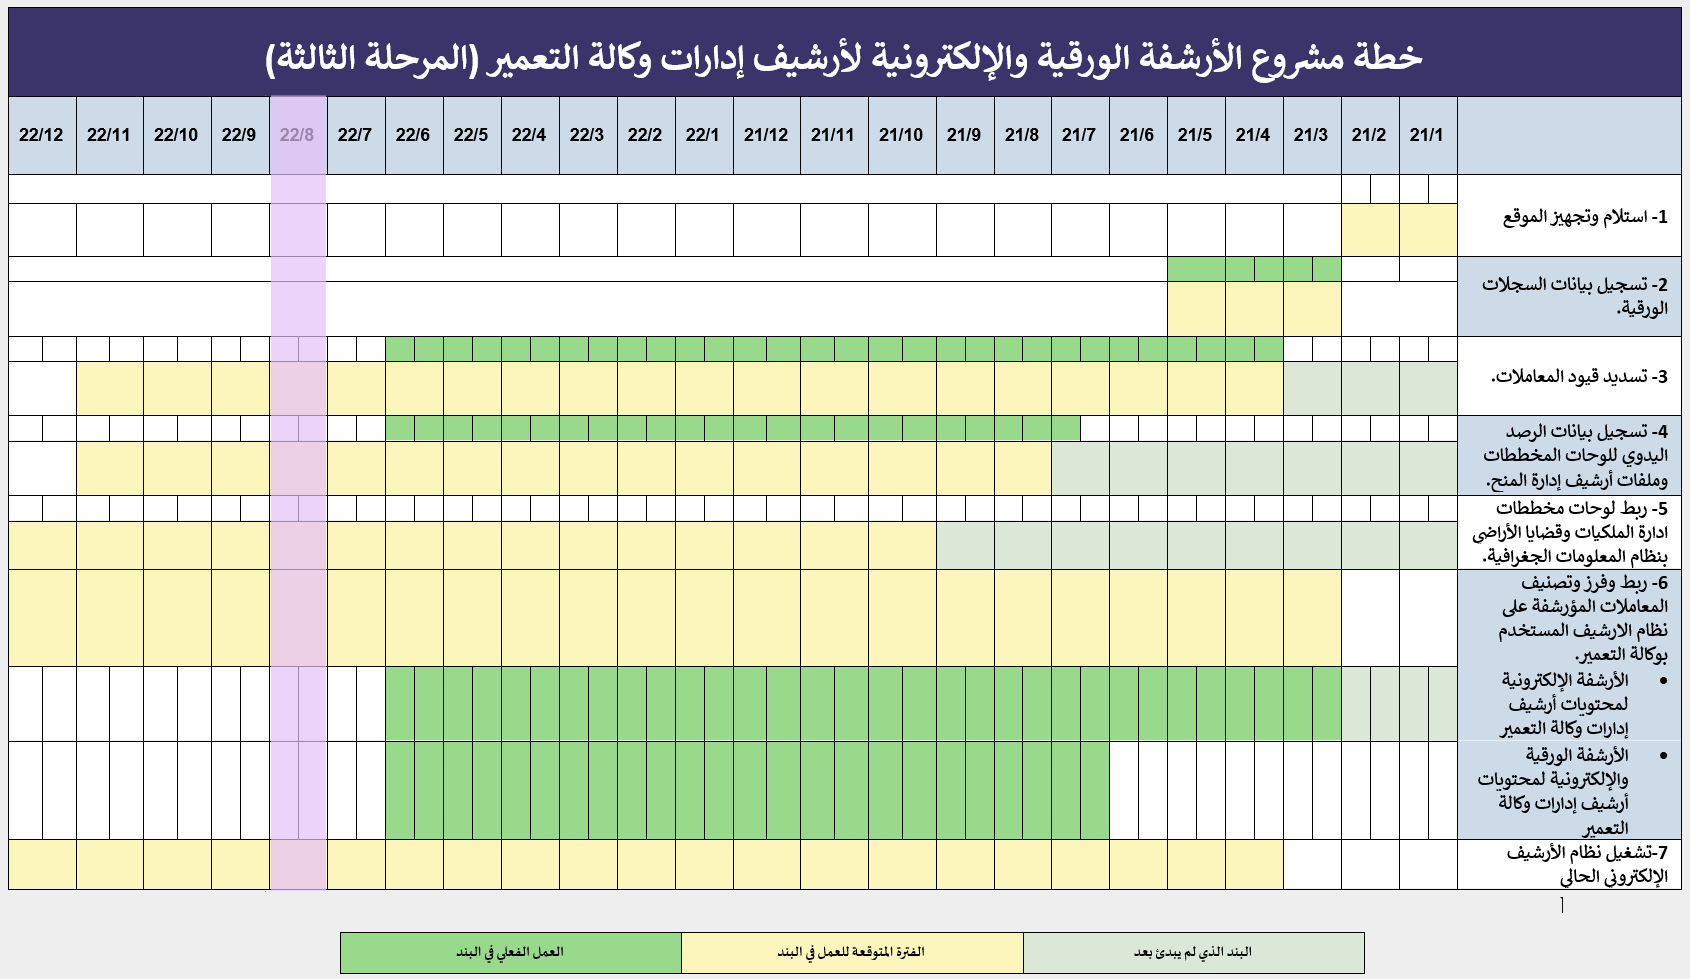 خطة مشروع الأرشفة الورقية والإلكترونية لأرشيف إدارات وكالة التعمير (المرحلة الثالثة)
21/1 21/2 21/3 21/4 21/5 21/6 21/7 21/8 21/9 21/10 21/11 21/12 22/1 22/2 22/3 22/4 22/5 22/6 22/7 22/8 22/9 22/10 22/11 22/12
1- استلام وتجهيز الموقع
2- تسجيل بيانات السجلات
الورقية.
3- تسديد قيود المعاملات.
4- تسجيل بيانات الرصد
اليدوي للوحات المخططات
وملفات أرشيف إدارة المنح.
5- ربط لوحات مخططات
ادارة الملكيات وقضايا الأراضي
بنظام المعلومات الجغرافية.
6- ربط وفرز وتصنيف
المعاملات المؤرشفة على
نظام الارشيف المستخدم
بوكالة التعمير.
• الأرشفة الإلكترونية
لمحتويات أرشيف
إدارات وكالة التعمير
• الأرشفة الورقية
والإلكترونية لمحتويات
أرشيف إدارات وكالة
التعمير
7-تشغيل نظام الأرشيف
الإلكتروني الحالي
أ
البند الذي لم يبدئ بعد
الفترة المتوقعة للعمل في البند
العمل الفعلي في البند